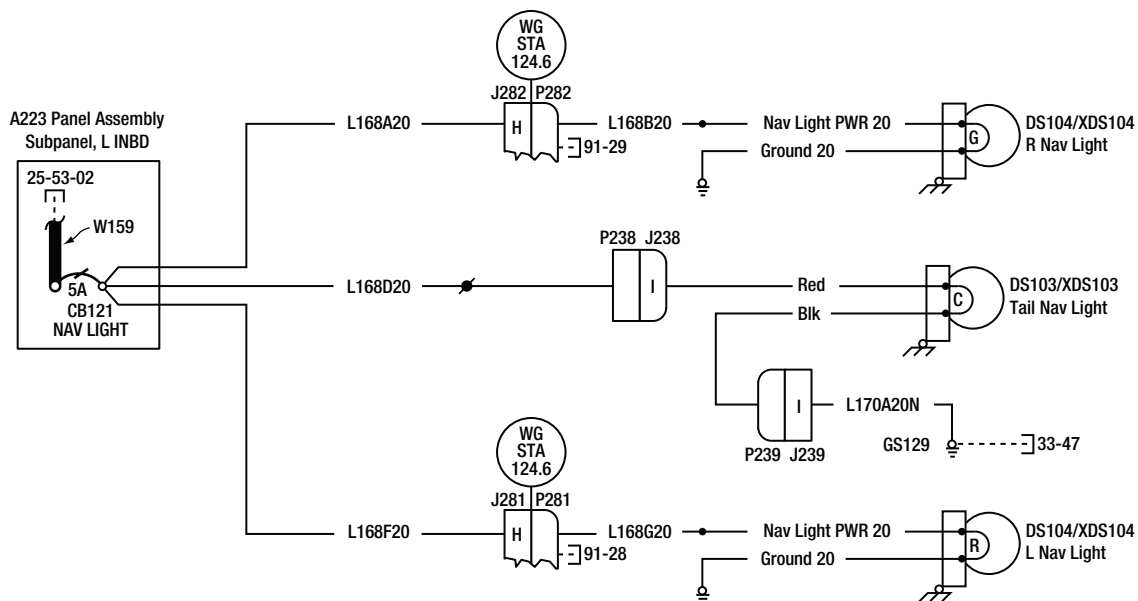 WG
STA
124.6
J282 P282
A223 Panel Assembly
Subpanel, L INBD
L168A20
H
L168B20
Nav Light PWR 20
G
DS104/XDS104
R Nav Light
91-29
Ground 20
25-53-02
W159
P238 J238
5A
CB121
NAV LIGHT
L168D20
I
Red
Blk
C
DS103/XDS103
Tail Nav Light
I
L170A20N
P239 J239
GS129
33-47
WG
STA
124.6
J281 P281
L168F20
H
L168G20
Nav Light PWR 20
R
DS104/XDS104
L Nav Light
91-28
Ground 20